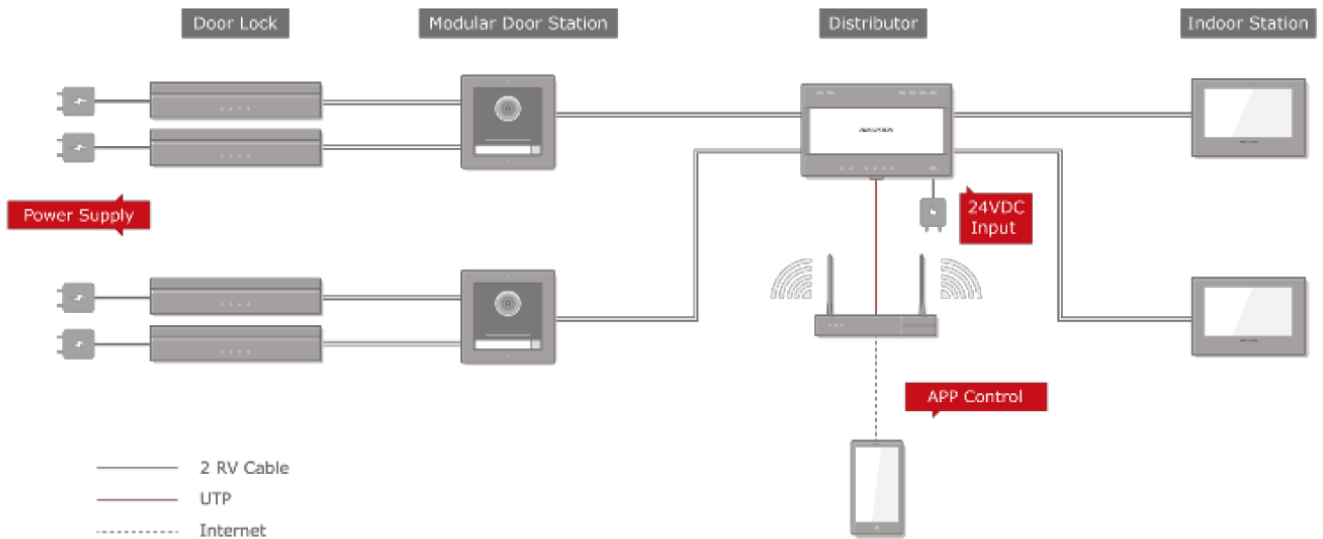 Door Lock
Modular Door Station
Distributor
Indoor Station
Power Supply
24VDC
Input
APP Control
2 RV Cable
UTP
Internet